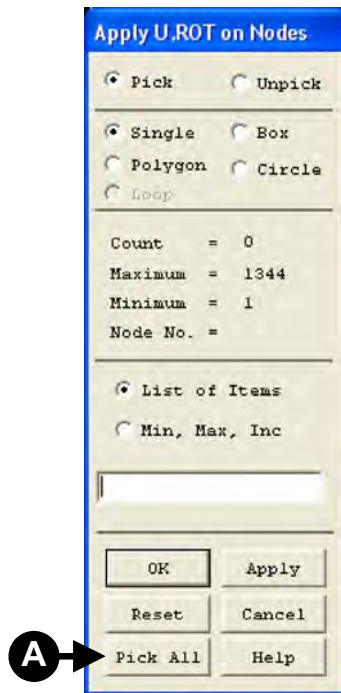 Apply U,ROT on Nodes
Pick Unpick
Single Box
Polygon Circle
Loop
Count = 0
Maximum = 1344
Minimum = 1
Node No. =
List of Items
Min, Max, Inc
OK Apply
Reset Cancel
A Pick All Help